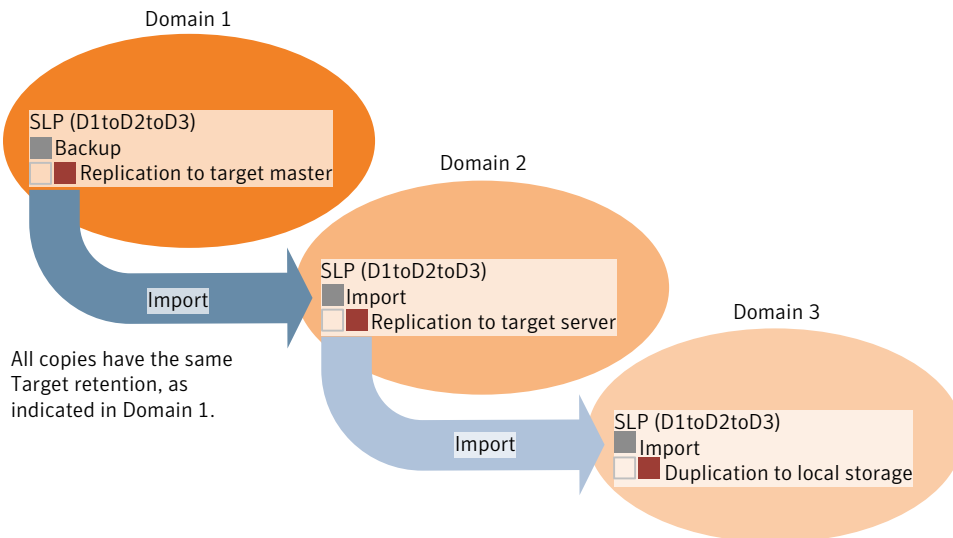 Domain 1
SLP (D1toD2toD3)
Backup
Replication to target master
Import
Domain 2
SLP (D1toD2toD3)
Import
Replication to target server
All copies have the same
Target retention, as
indicated in Domain 1.
Import
Domain 3
SLP (D1toD2toD3)
Import
Duplication to local storage